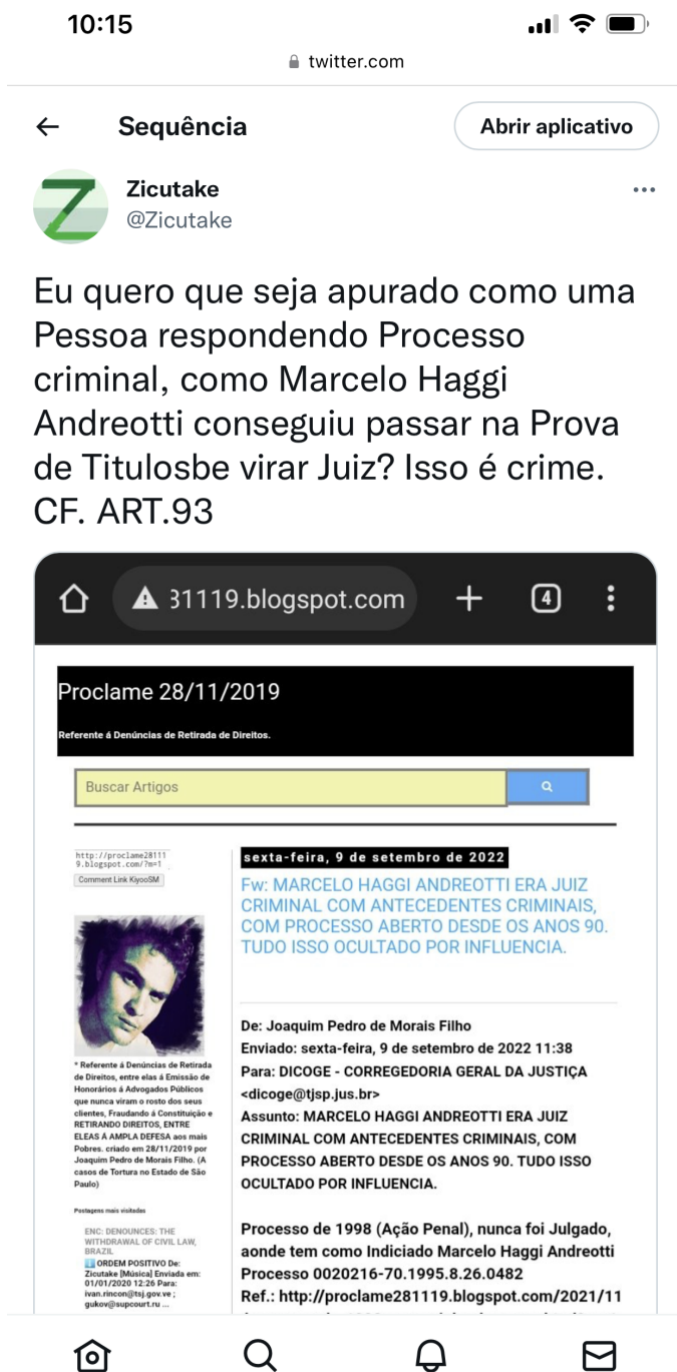 10:15
twitter.com
Sequência
Abrir aplicativo
Zicutake
@Zicutake
Eu quero que seja apurado como uma
Pessoa respondendo Processo
criminal, como Marcelo Haggi
Andreotti conseguiu passar na Prova
de Titulosbe virar Juiz? Isso é crime.
CF. ART.93
31119.blogspot.com
4
Proclame 28/11/2019
Referente á Denúncias de Retirada de Direitos.
Buscar Artigos
http://proclame28111
9.blogspot.com/?m=1
Comment Link KiyooSM
* Referente á Denúncias de Retirada
de Direitos, entre elas á Emissão de
Honorários á Advogados Públicos
que nunca viram o rosto dos seus
clientes, Fraudando á Constituição e
RETIRANDO DIREITOS, ENTRE
ELEAS Á AMPLA DEFESA aos mais
Pobres. criado em 28/11/2019 por
Joaquim Pedro de Morais Filho. (A
casos de Tortura no Estado de São
Paulo)
Postagens mais visitadas
ENC: DENOUNCES: THE
WITHDRAWAL OF CIVIL LAW,
BRAZIL
ORDEM POSITIVO De:
Zicutake [Música] Enviada em:
01/01/2020 12:26 Para:
ivan.rincon@tsj.gov.ve ;
gukov@supcourt.ru ...
sexta-feira, 9 de setembro de 2022
Fw: MARCELO HAGGI ANDREOTTI ERA JUIZ
CRIMINAL COM ANTECEDENTES CRIMINAIS,
COM PROCESSO ABERTO DESDE OS ANOS 90.
TUDO ISSO OCULTADO POR INFLUENCIA.
De: Joaquim Pedro de Morais Filho
Enviado: sexta-feira, 9 de setembro de 2022 11:38
Para: DICOGE - CORREGEDORIA GERAL DA JUSTIÇA
<dicoge@tjsp.jus.br>
Assunto: MARCELO HAGGI ANDREOTTI ERA JUIZ
CRIMINAL COM ANTECEDENTES CRIMINAIS, COM
PROCESSO ABERTO DESDE OS ANOS 90. TUDO ISSO
OCULTADO POR INFLUENCIA.
Processo de 1998 (Ação Penal), nunca foi Julgado,
aonde tem como Indiciado Marcelo Haggi Andreotti
Processo 0020216-70.1995.8.26.0482
Ref.: http://proclame281119.blogspot.com/2021/11